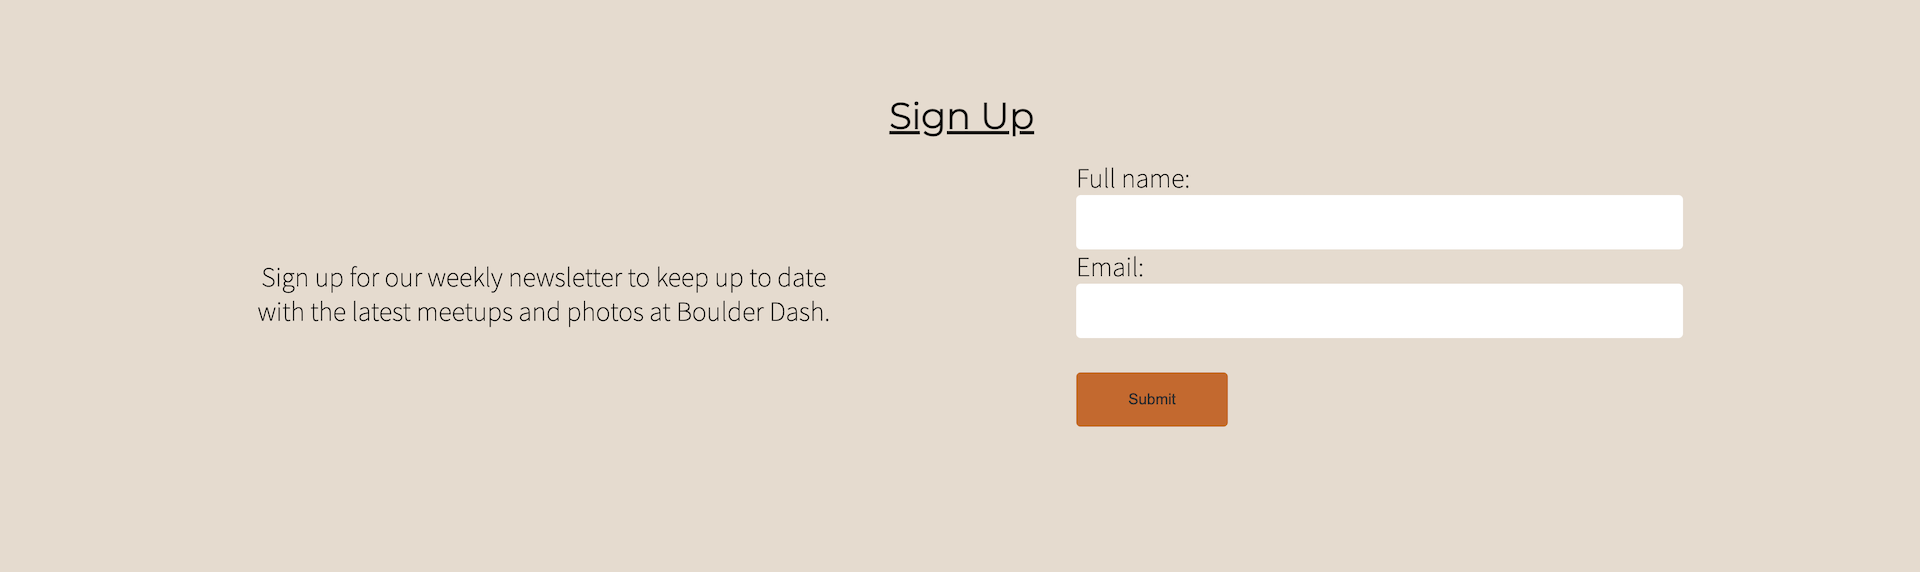 Sign Up
Sign up for our weekly newsletter to keep up to date
with the latest meetups and photos at Boulder Dash.
Full name:
Email:
Submit